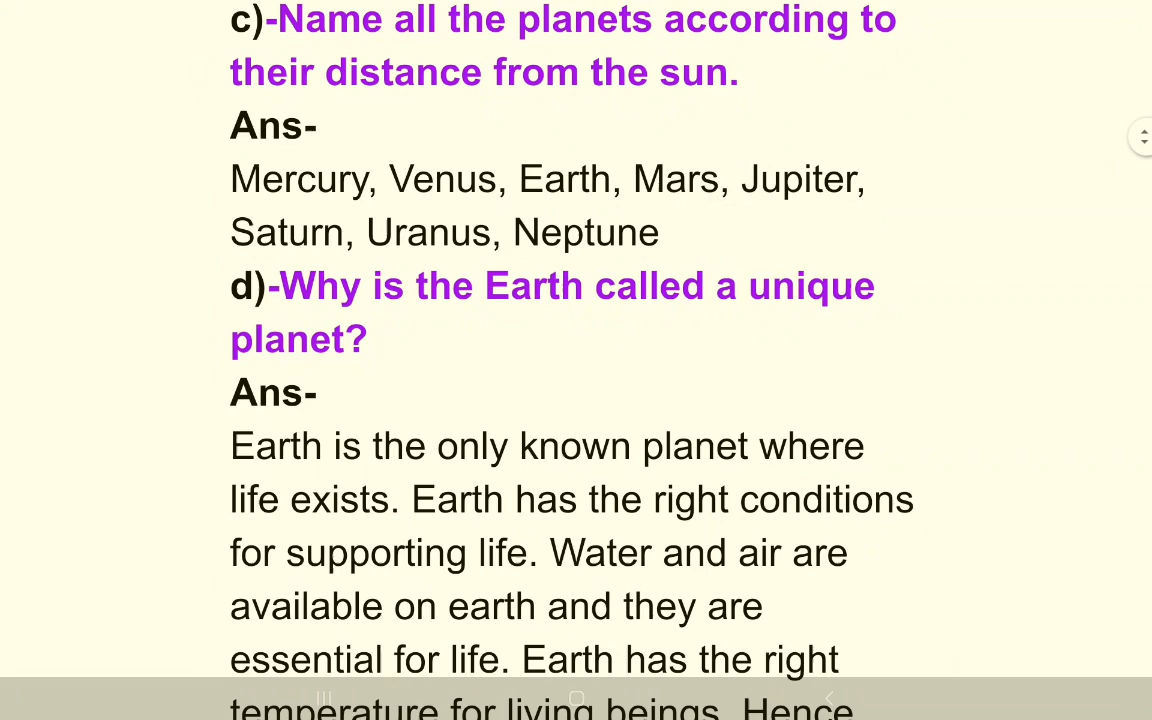 c)-Name all the planets according to
their distance from the sun.
Ans-
Mercury, Venus, Earth, Mars, Jupiter,
Saturn, Uranus, Neptune
d)-Why is the Earth called a unique
planet?
Ans-
Earth is the only known planet where
life exists. Earth has the right conditions
for supporting life. Water and air are
available on earth and they are
essential for life. Earth has the right
temperature for living beings. Hence